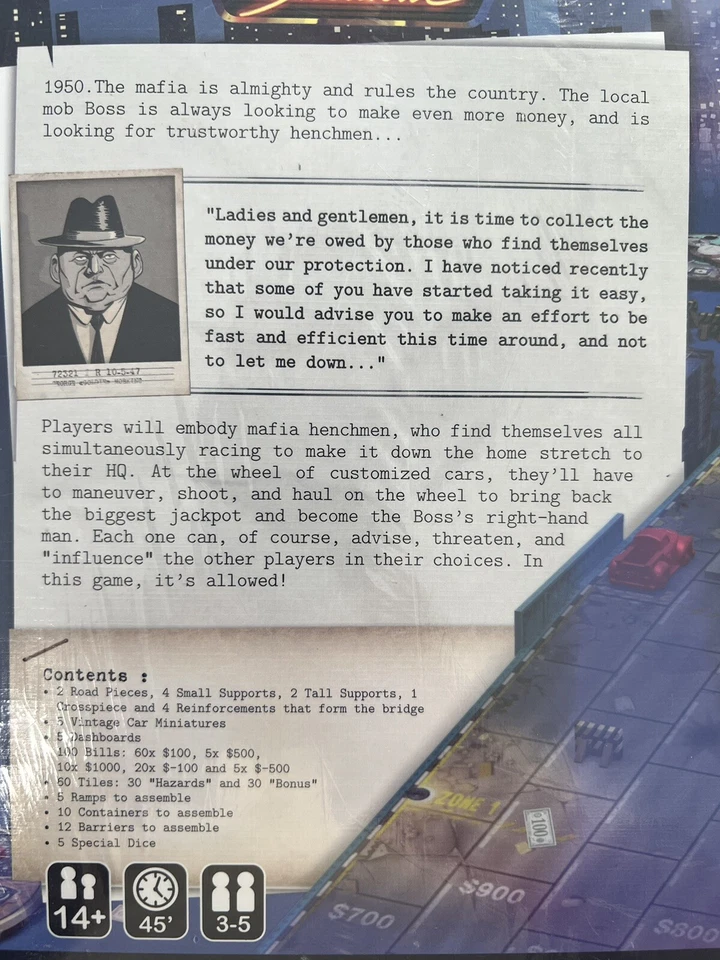 1950.The mafia is almighty and rules the country. The local
mob Boss is always looking to make even more money, and is
looking for trustworthy henchmen...
"Ladies and gentlemen, it is time to collect the
money we're owed by those who find themselves
under our protection. I have noticed recently
that some of you have started taking it easy,
so I would advise you to make an effort to be
fast and efficient this time around, and not
to let me down..."
72321 R 10-5-47
Players will embody mafia henchmen, who find themselves all
simultaneously racing to make it down the home stretch to
their HQ. At the wheel of customized cars, they'll have
to maneuver, shoot, and haul on the wheel to bring back
the biggest jackpot and become the Boss's right-hand
man. Each one can, of course, advise, threaten, and
"influence" the other players in their choices. In
this game, it's allowed!
Contents :
• 2 Road Pieces, 4 Small Supports, 2 Tall Supports, 1
Crosspiece and 4 Reinforcements that form the bridge
• 5 Vintage Car Miniatures
• 5 Dashboards
100 Bills: 60x $100, 5x $500,
10x $1000, 20x $-100 and 5x $-500
• 60 Tiles: 30 "Hazards" and 30 "Bonus"
• 5 Ramps to assemble
• 10 Containers to assemble
• 12 Barriers to assemble
• 5 Special Dice
ZONE 1
100
$900
$700
$800
14+
45'
3-5